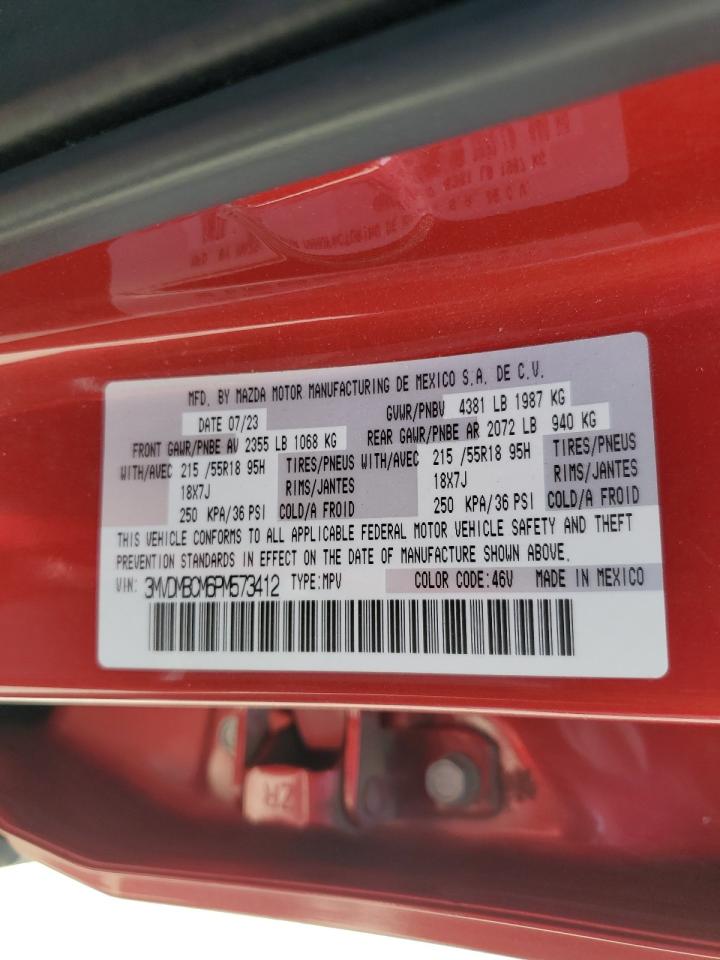 MFD. BY MAZDA MOTOR MANUFACTURING DE MEXICO S.A. DE C.V.
DATE 07/23 GVWR/PNBV 4381 LB 1987 KG
FRONT GAWR/PNBE AV 2355 LB 1068 KG REAR GAWR/PNBE AR 2072 LB 940 KG
WITH/AVEC 215 /55R18 95H TIRES/PNEUS WITH/AVEC 215 /55R18 95H TIRES/PNEUS
18X7J RIMS/JANTES 18X7J RIMS/JANTES
250 KPA/36 PSI COLD/A FROID 250 KPA/36 PSI COLD/A FROID
THIS VEHICLE CONFORMS TO ALL APPLICABLE FEDERAL MOTOR VEHICLE SAFETY AND THEFT
PREVENTION STANDARDS IN EFFECT ON THE DATE OF MANUFACTURE SHOWN ABOVE.
VIN: 3MVDMBCM6PM573412 TYPE:MPV COLOR CODE:46V MADE IN MEXICO
ZR